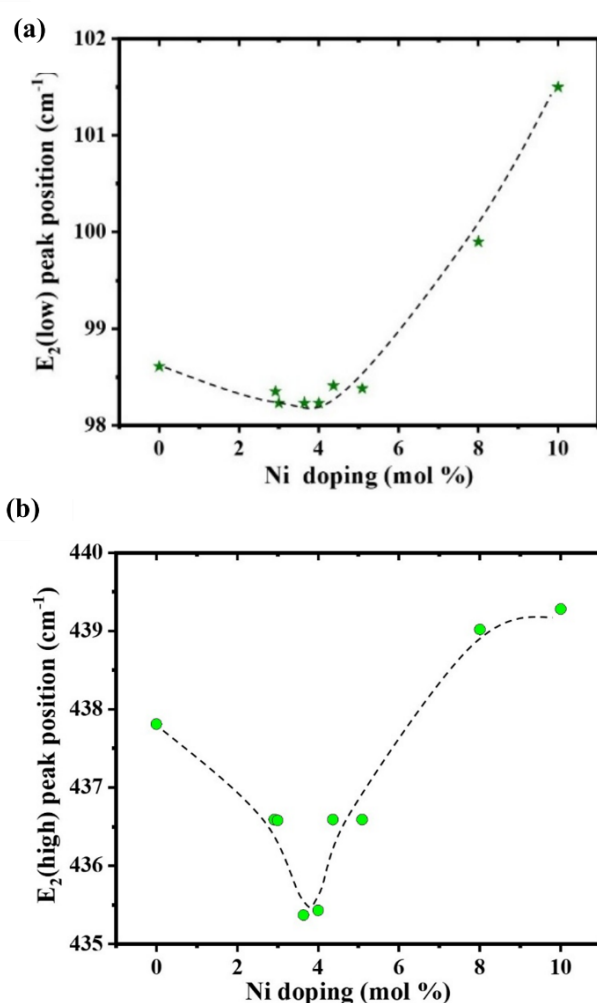 (a)
102
101
100
99
98
E₂(low) peak position (cm⁻¹)
0 2 4 6 8 10
Ni doping (mol %)
(b)
440
439
438
437
436
435
E₂(high) peak position (cm⁻¹)
0 2 4 6 8 10
Ni doping (mol %)